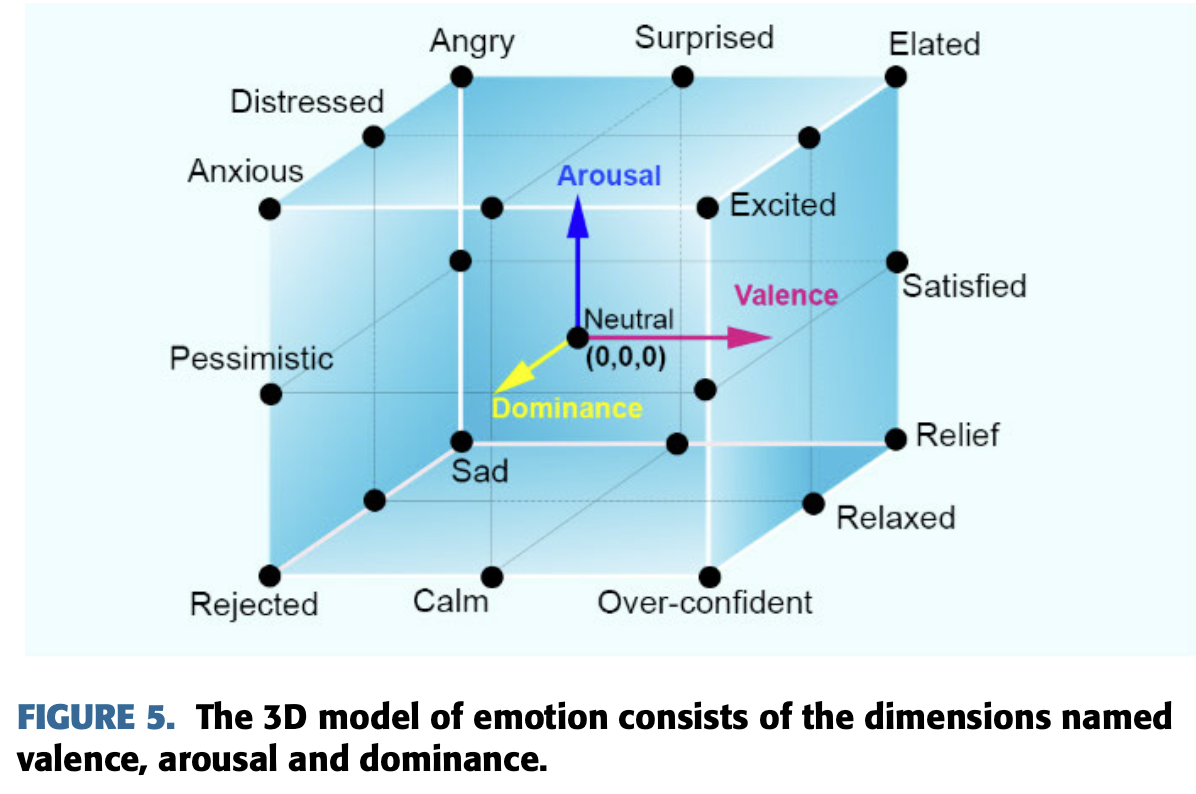 Angry
Surprised
Elated
Distressed
Anxious
Arousal
Excited
Satisfied
Valence
Neutral
(0,0,0)
Pessimistic
Dominance
Relief
Sad
Relaxed
Rejected
Calm
Over-confident
FIGURE 5. The 3D model of emotion consists of the dimensions named
valence, arousal and dominance.